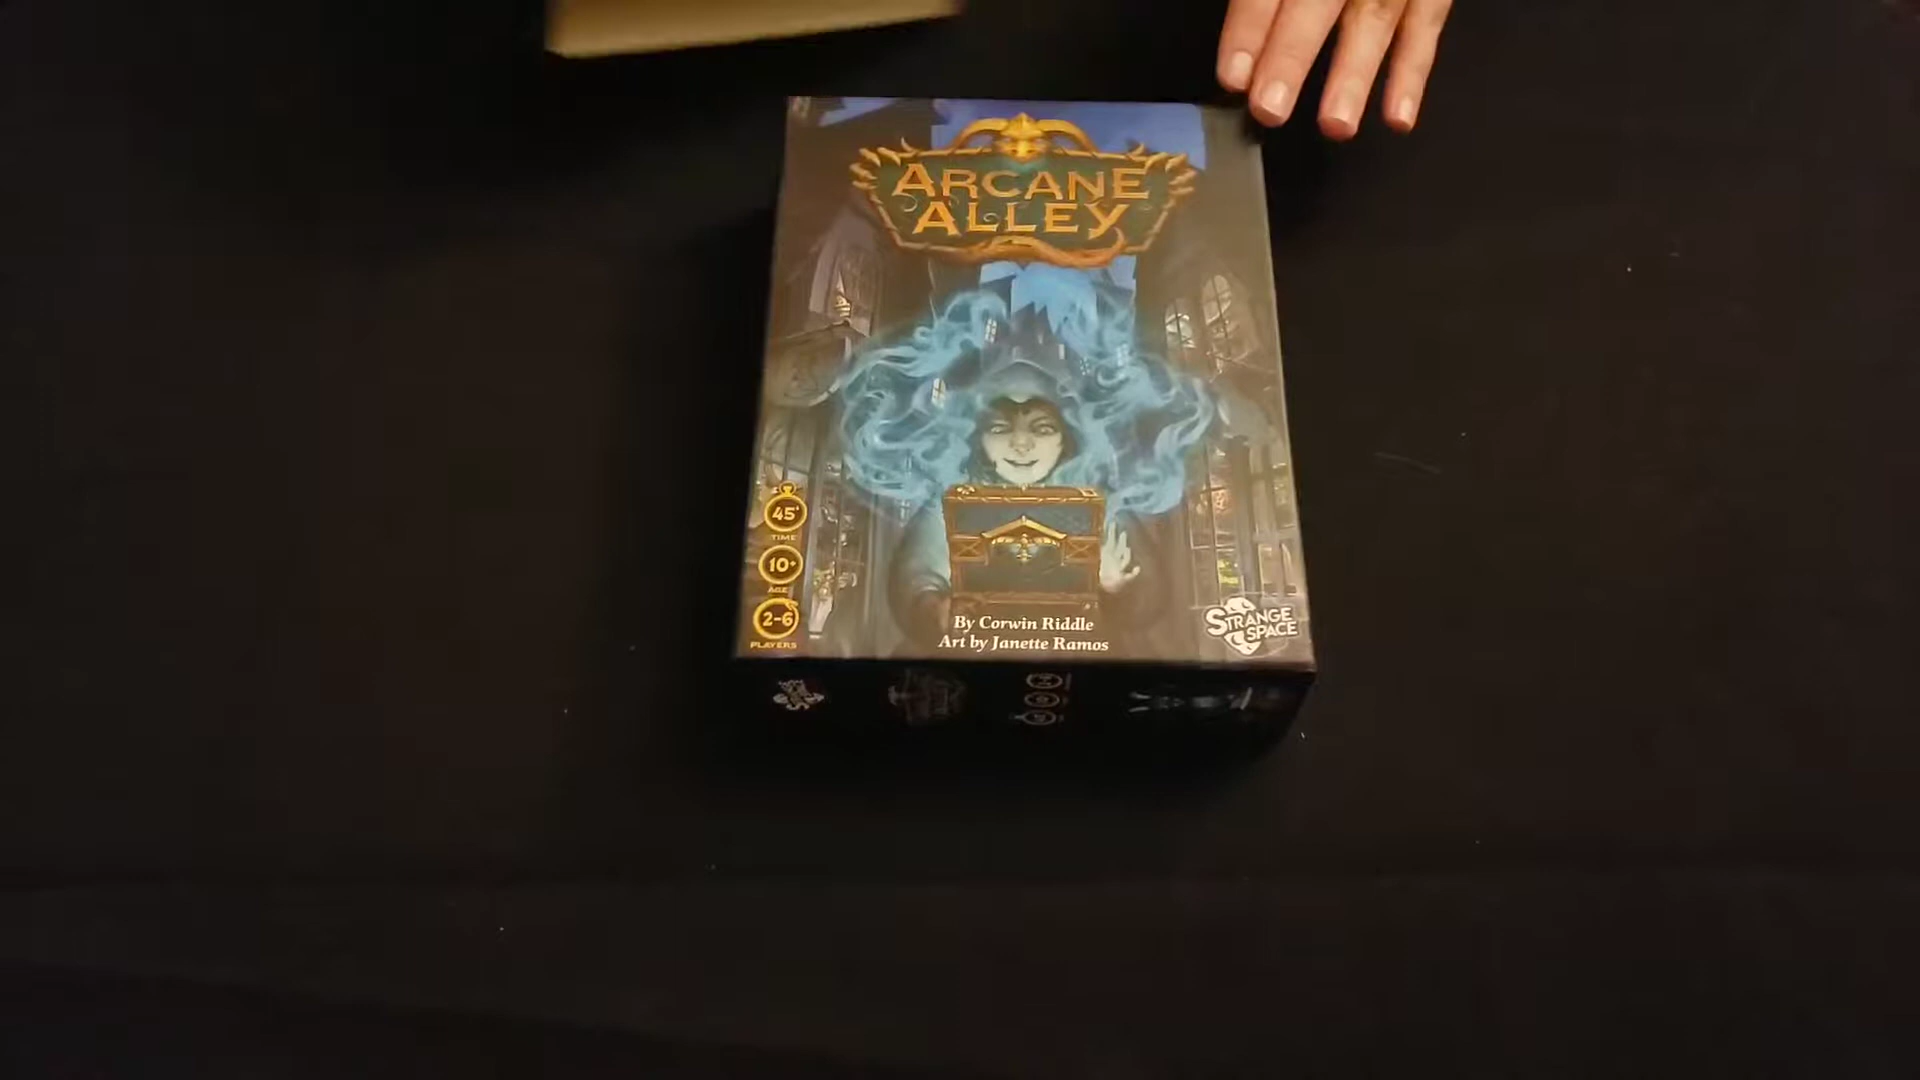 ARCANE
ALLEY
45'
TIME
10+
AGE
2-6
PLAYERS
By Corwin Riddle
Art by Janette Ramos
STRANGE
SPACE